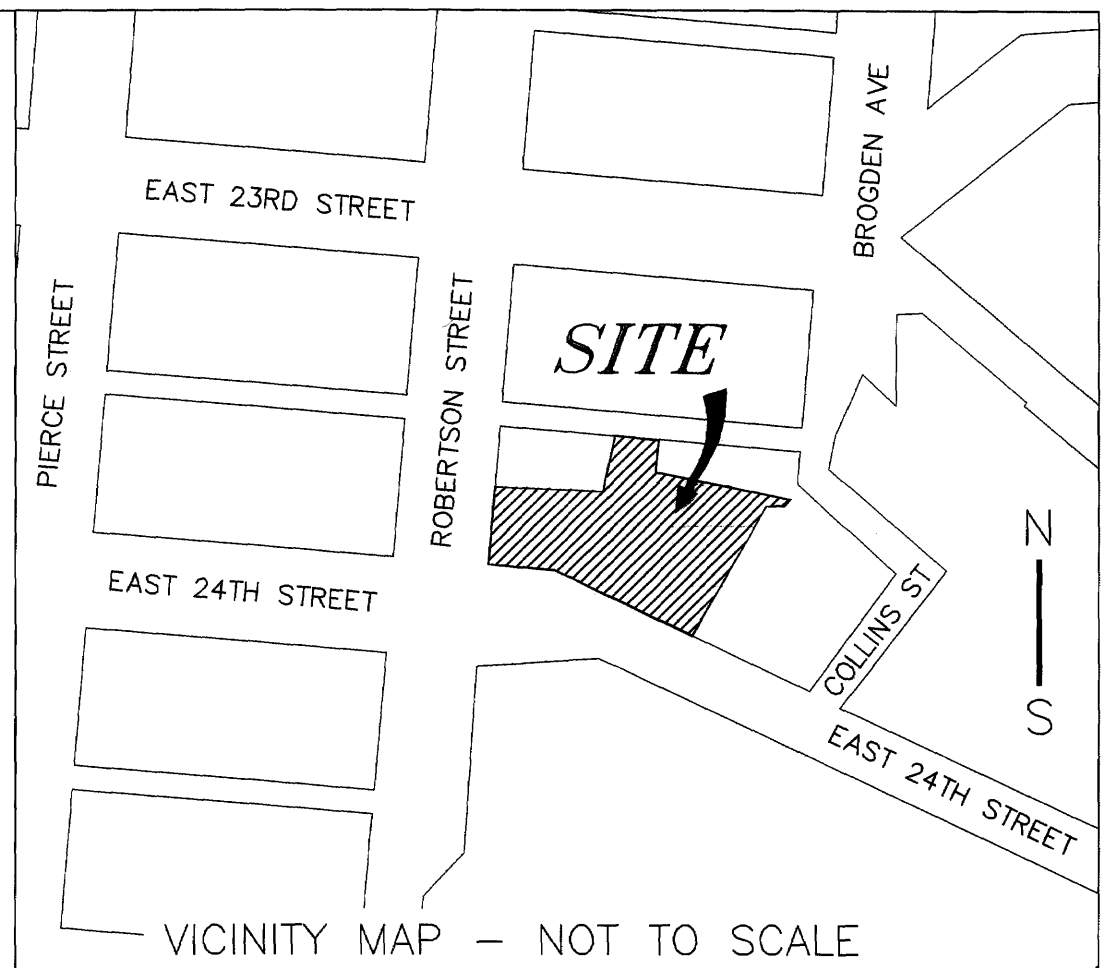 EAST 23RD STREET
BROGDEN AVE
PIERCE STREET
ROBERTSON STREET
SITE
EAST 24TH STREET
COLLINS ST
N
S
EAST 24TH STREET
VICINITY MAP – NOT TO SCALE